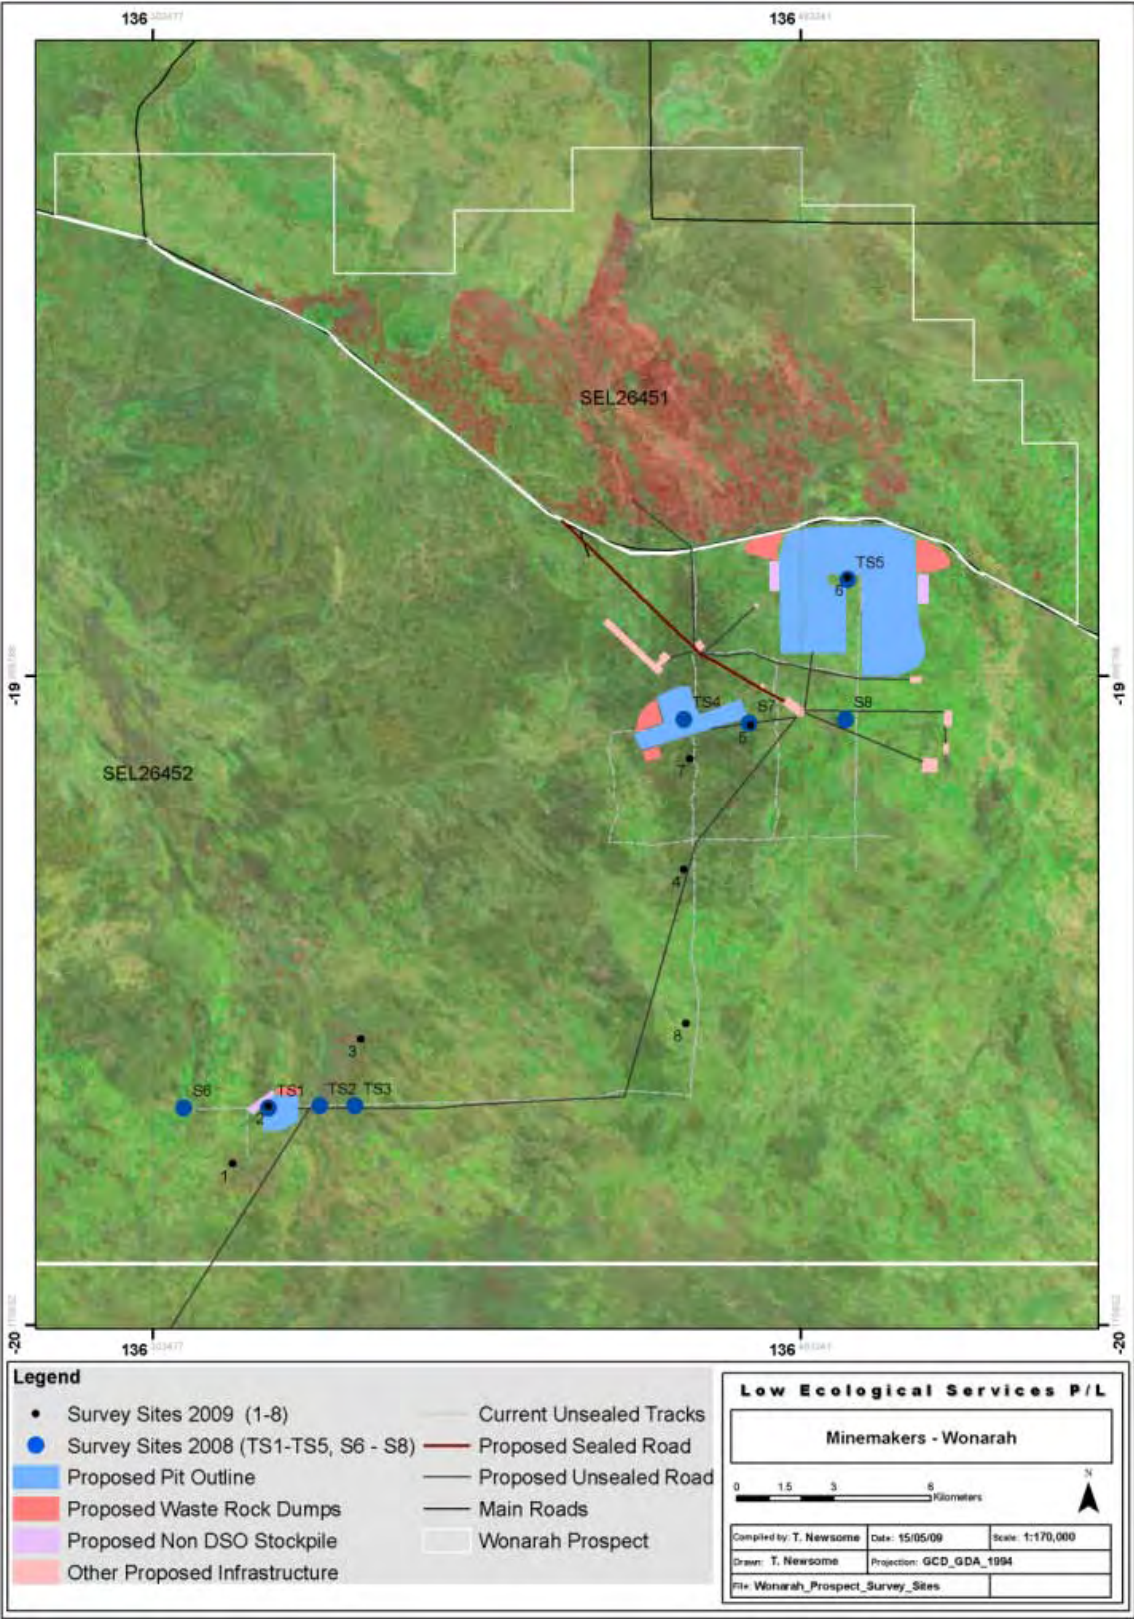 136 136
SEL26451
TS5
6
-19 -19
TS4 S7 S8
5
7
SEL26452
4
8
3
S6 TS1 TS2 TS3
2
1
-20 -20
136 136
Legend
Survey Sites 2009 (1-8)
Survey Sites 2008 (TS1-TS5, S6 - S8)
Proposed Pit Outline
Proposed Waste Rock Dumps
Proposed Non DSO Stockpile
Other Proposed Infrastructure
Current Unsealed Tracks
Proposed Sealed Road
Proposed Unsealed Road
Main Roads
Wonarah Prospect
Low Ecological Services P/L
Minemakers - Wonarah
N
0 1.5 3 6
Kilometers
Compiled by: T. Newsome Date: 15/05/09 Scale: 1:170,000
Drawn: T. Newsome Projection: GCD_GDA_1994
File: Wonarah_Prospect_Survey_Sites